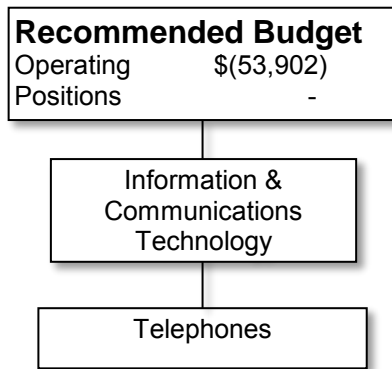 Recommended Budget
Operating $(53,902)
Positions -
Information &
Communications
Technology
Telephones